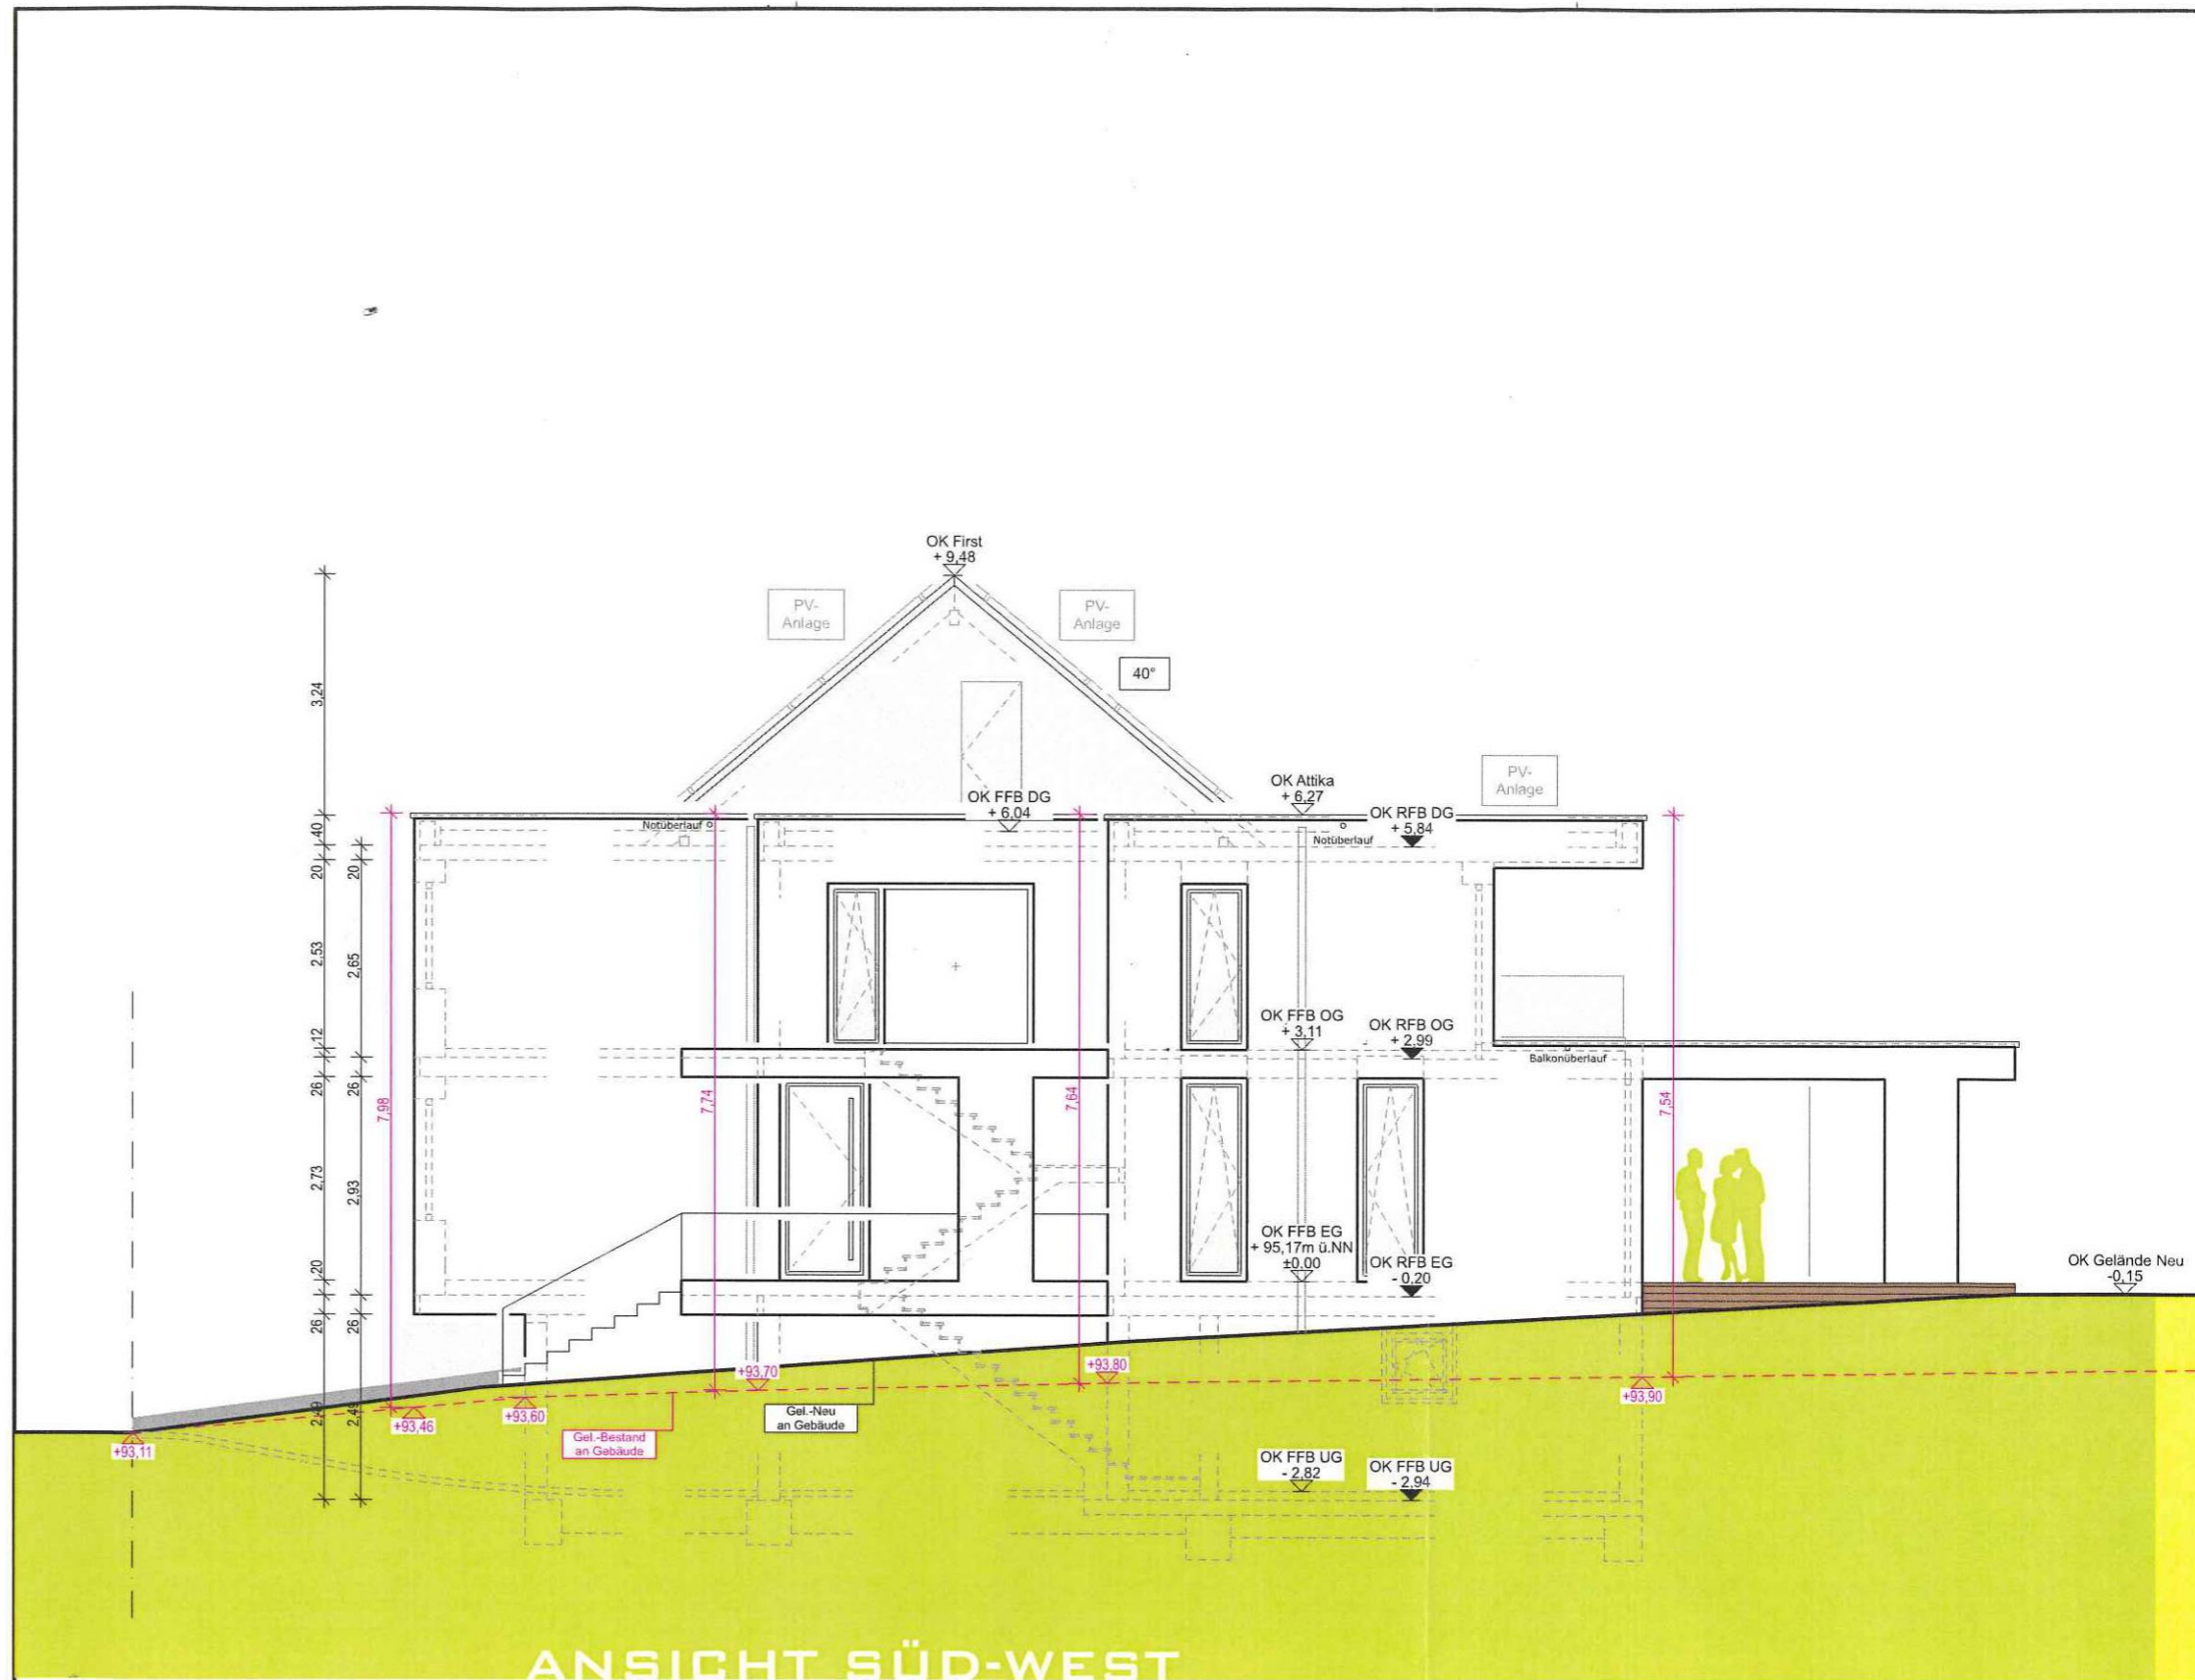 OK First
+ 9,48
PV-
Anlage
PV-
Anlage
40°
3,24
PV-
Anlage
OK Attika
+ 6,27
OK FFB DG
+ 6,04
OK RFB DG
+ 5,84
Notüberlauf
Notüberlauf
40
20
20
2,53
2,65
12
OK FFB OG
+ 3,11
OK RFB OG
+ 2,99
Balkonüberlauf
26
26
7,98
7,74
7,64
7,54
2,73
2,93
OK FFB EG
+ 95,17m ü.NN
±0,00
OK RFB EG
- 0,20
OK Gelände Neu
-0,15
20
26
26
2,49
2,49
+93,11
+93,46
+93,60
+93,70
+93,80
+93,90
Gel.-Bestand
an Gebäude
Gel.-Neu
an Gebäude
OK FFB UG
- 2,82
OK FFB UG
- 2,94
ANSICHT SÜD-WEST